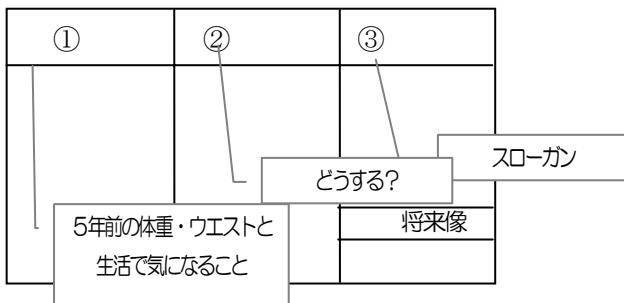 ① ② ③
スローガン
どうする?
将来像
5年前の体重・ウエストと
生活で気になること